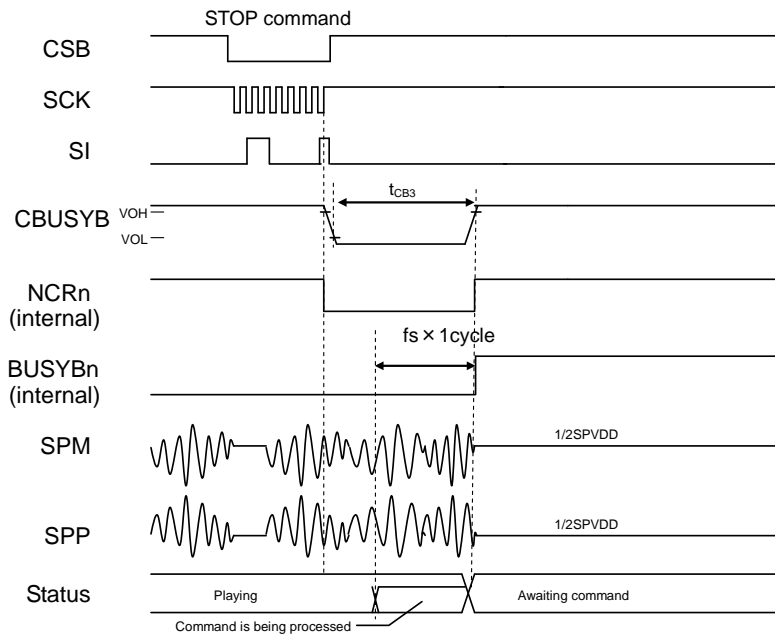 STOP command
CSB
SCK
SI
tCB3
CBUSYB
VOH
VOL
NCRn
(internal)
fs×1cycle
BUSYBn
(internal)
SPM
1/2SPVDD
SPP
1/2SPVDD
Status
Playing
Awaiting command
Command is being processed